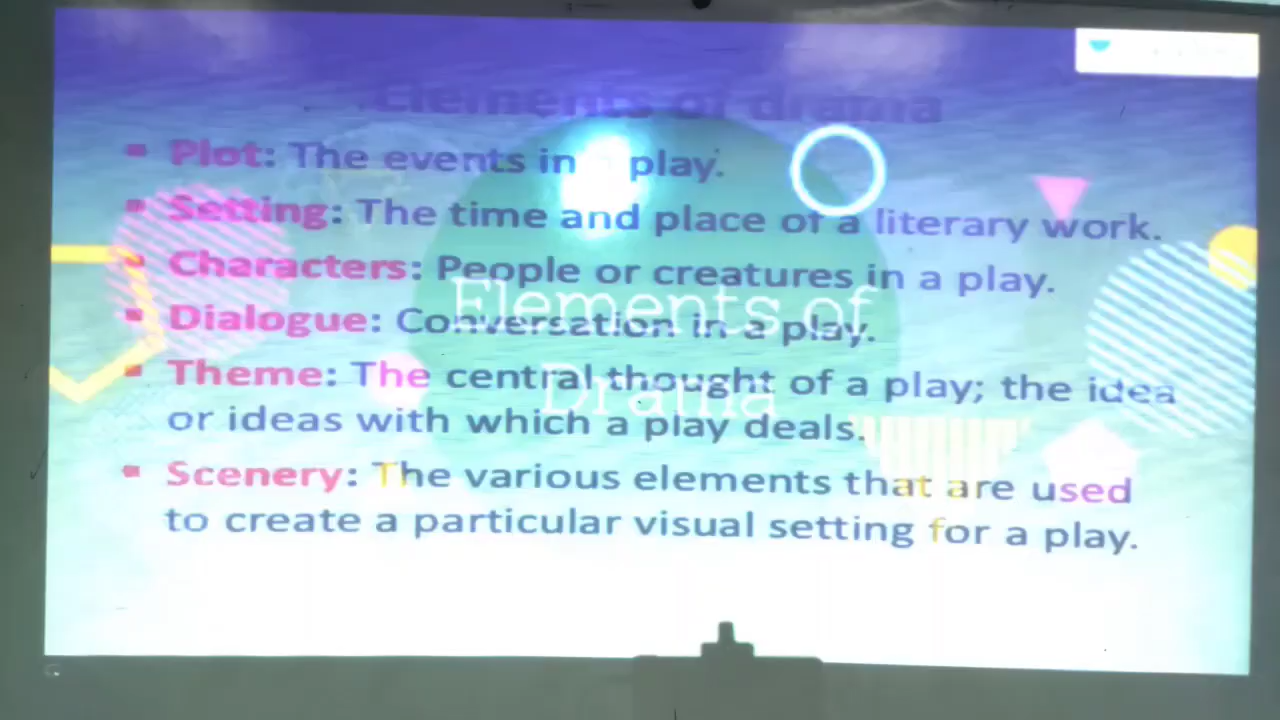 Elements of drama
Plot: The events in a play.
Setting: The time and place of a literary work.
Characters: People or creatures in a play.
Elements of
Dialogue: Conversation in a play.
Theme: The central thought of a play; the idea
Drama
or ideas with which a play deals.
Scenery: The various elements that are used
to create a particular visual setting for a play.